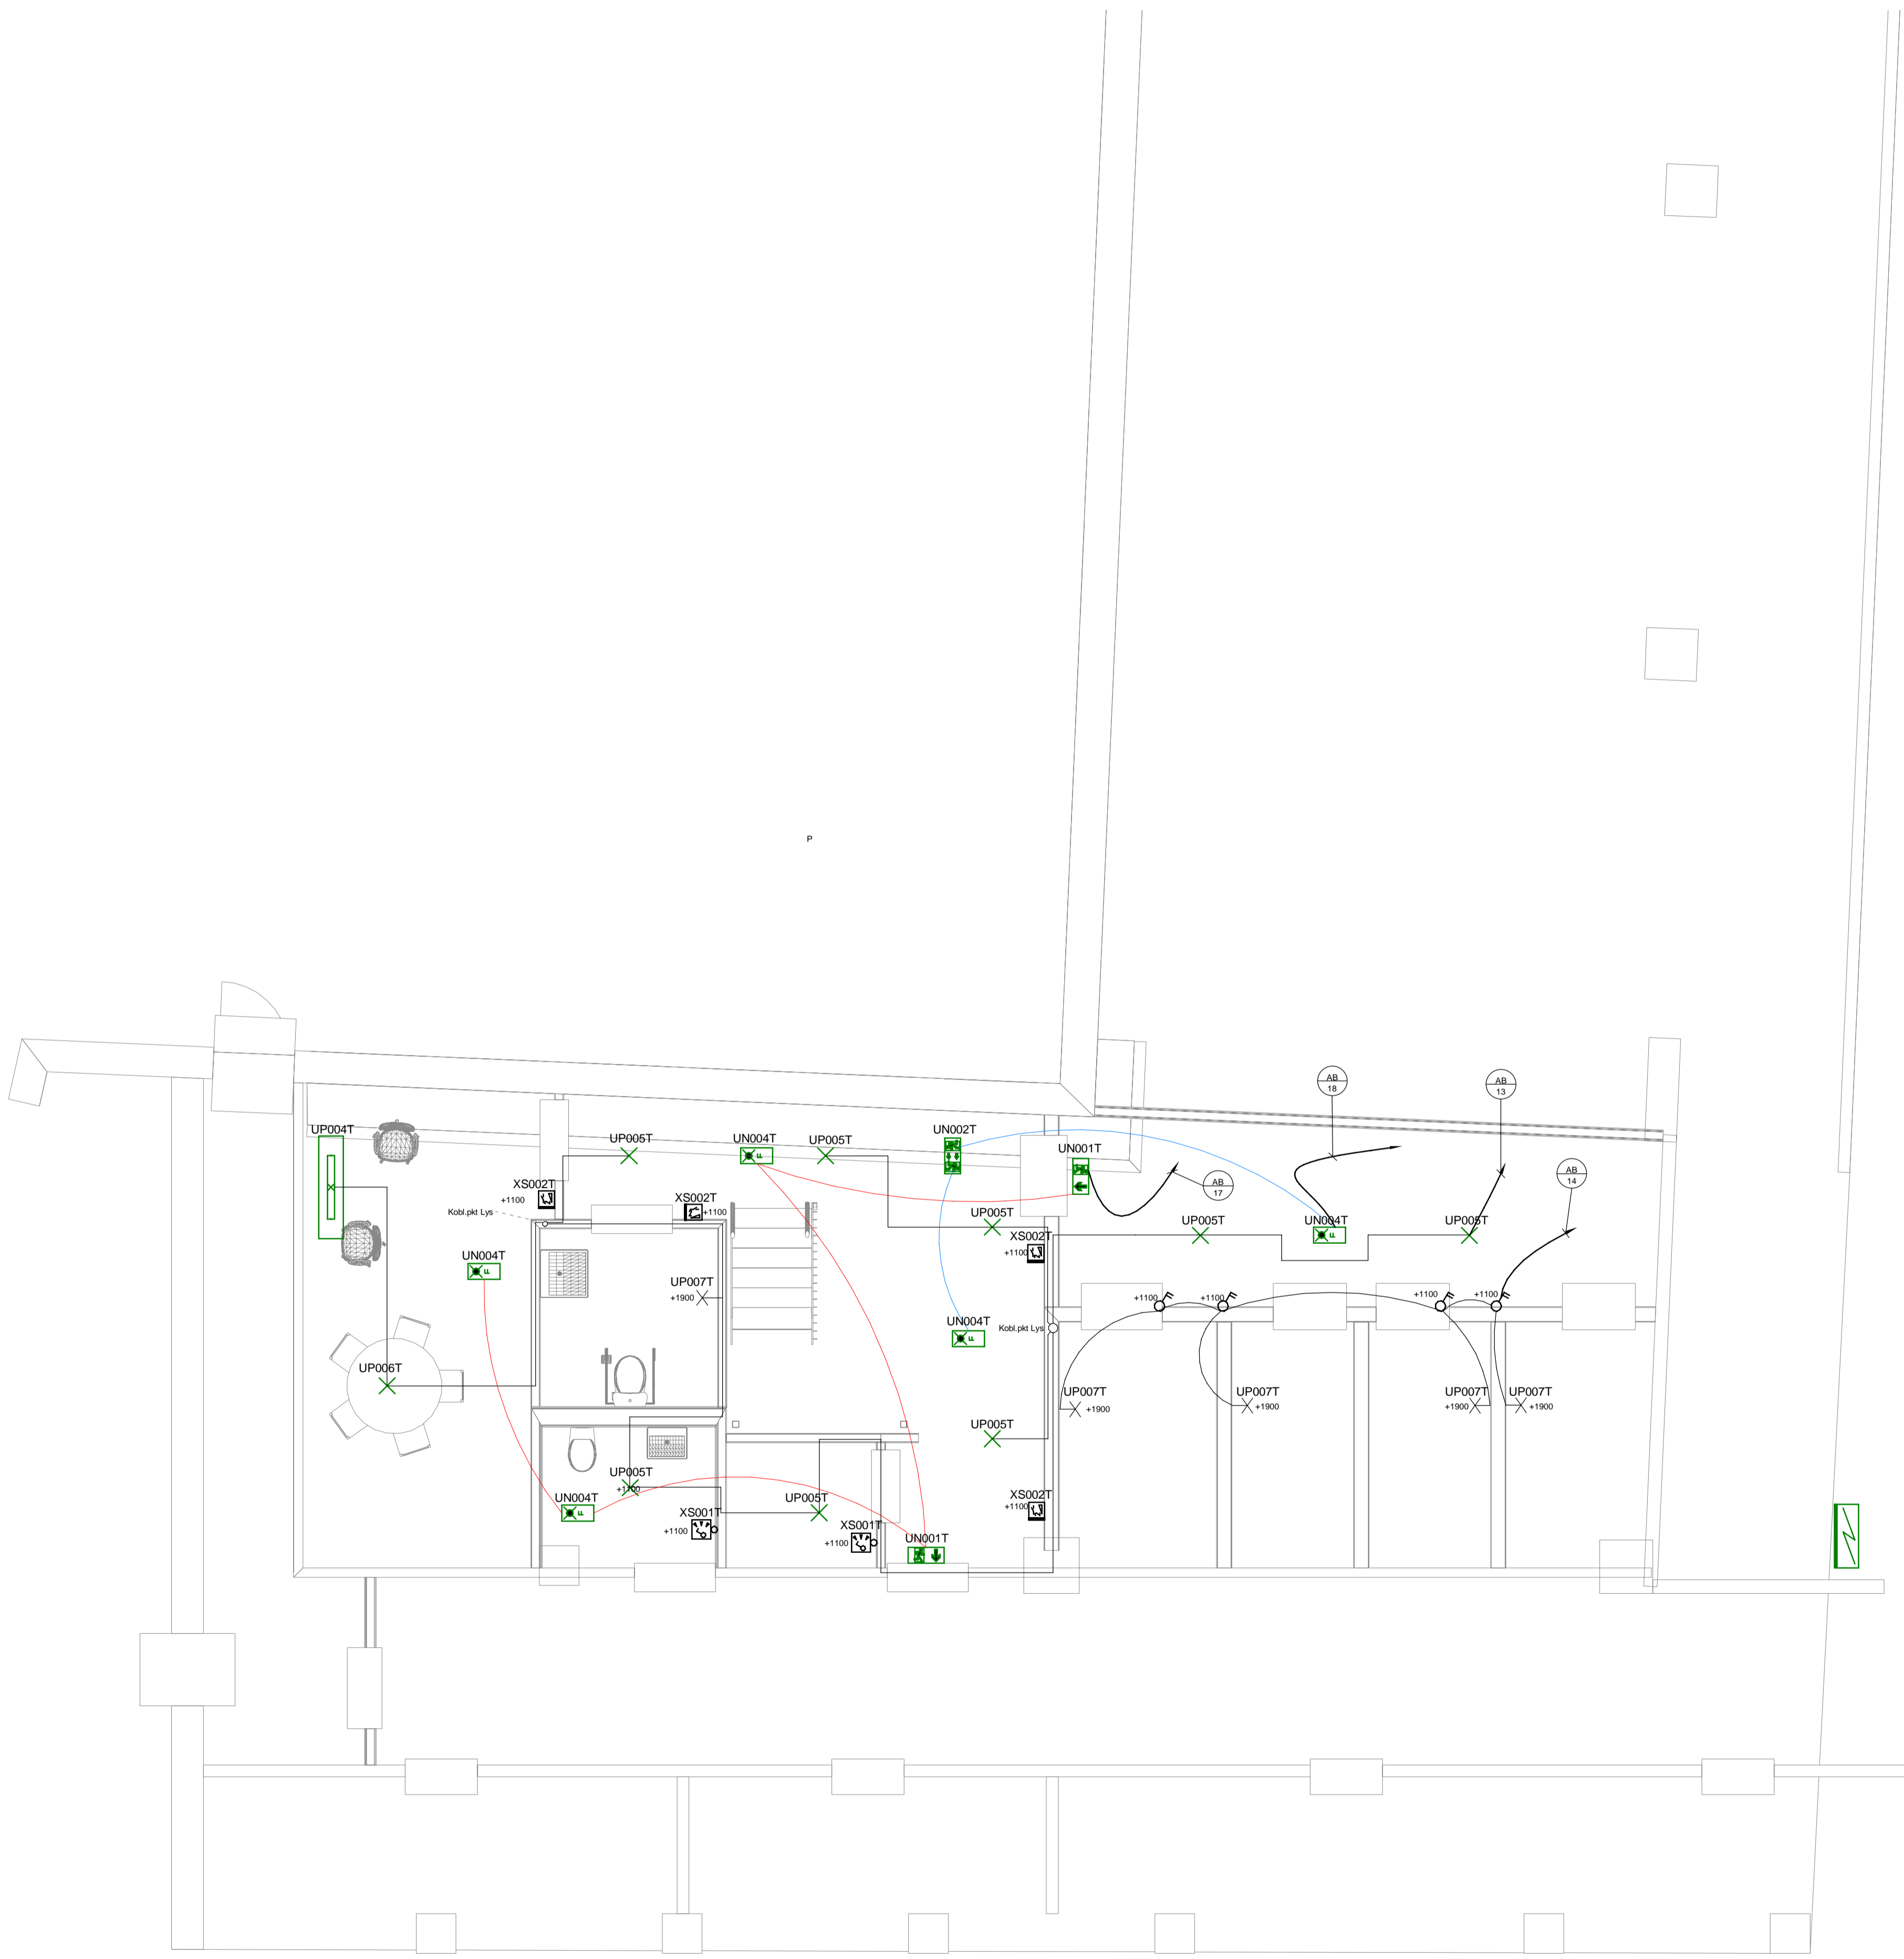 P
AB
18
AB
13
AB
14
AB
17
UP004T
UP005T
UN004T
UP005T
UN002T
UN001T
XS002T
+1100
XS002T
+1100
Kobl.pkt Lys
UP005T
UP005T
UN004T
UP005T
XS002T
+1100
UN004T
UP007T
+1900
+1100
+1100
+1100
+1100
UN004T
Kobl.pkt Lys
UP006T
UP007T
+1900
UP007T
+1900
UP007T
+1900
UP007T
+1900
UP005T
UP005T
+1100
UN004T
UP005T
XS002T
+1100
XS001T
+1100
XS001T
+1100
UN001T